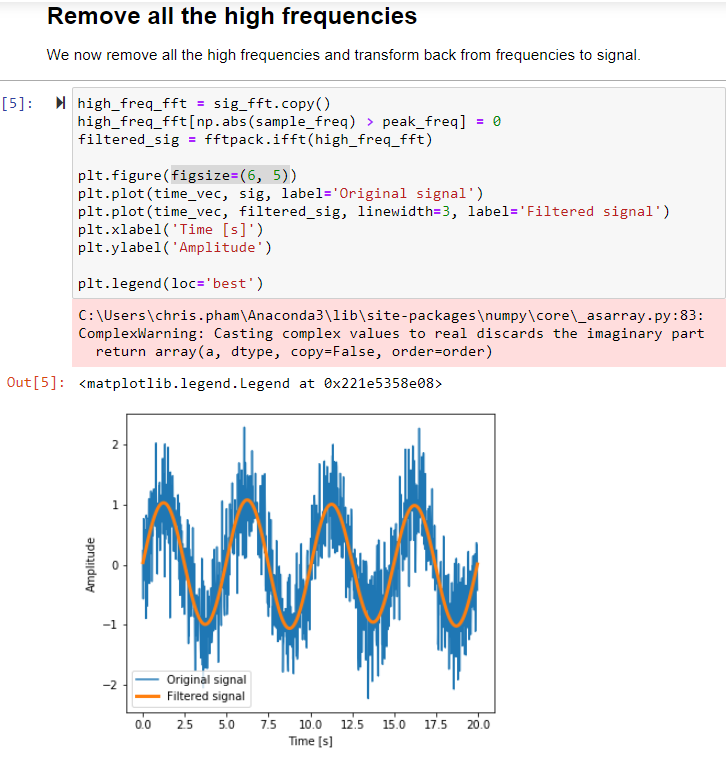 Remove all the high frequencies
We now remove all the high frequencies and transform back from frequencies to signal.
[5]:
high_freq_fft = sig_fft.copy()
high_freq_fft[np.abs(sample_freq) > peak_freq] = 0
filtered_sig = fftpack.ifft(high_freq_fft)
plt.figure(figsize=(6, 5))
plt.plot(time_vec, sig, label='Original signal')
plt.plot(time_vec, filtered_sig, linewidth=3, label='Filtered signal')
plt.xlabel('Time [s]')
plt.ylabel('Amplitude')
plt.legend(loc='best')
C:\Users\chris.pham\Anaconda3\lib\site-packages\numpy\core\_asarray.py:83:
ComplexWarning: Casting complex values to real discards the imaginary part
return array(a, dtype, copy=False, order=order)
Out[5]: <matplotlib.legend.Legend at 0x221e5358e08>
2
1
0
−1
−2
Amplitude
Original signal
Filtered signal
0.0 2.5 5.0 7.5 10.0 12.5 15.0 17.5 20.0
Time [s]